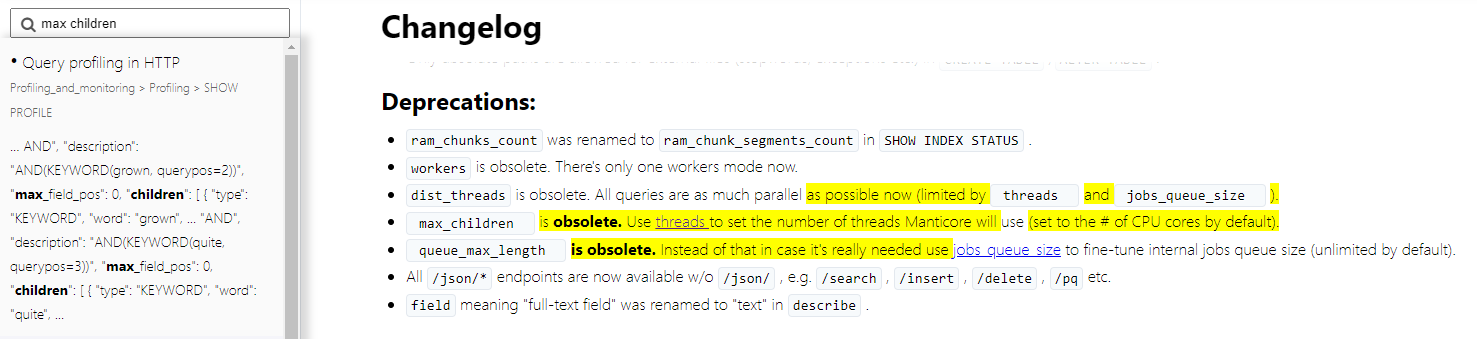 max children
• Query profiling in HTTP
Profiling_and_monitoring > Profiling > SHOW
PROFILE
... AND", "description":
"AND(KEYWORD(grown, querypos=2))",
"max_field_pos": 0, "children": [ { "type":
"KEYWORD", "word": "grown", ... "AND",
"description": "AND(KEYWORD(quite,
querypos=3))", "max_field_pos": 0,
"children": [ { "type": "KEYWORD", "word":
"quite", ...
Changelog
Deprecations:
• ram_chunks_count was renamed to ram_chunk_segments_count in SHOW INDEX STATUS .
• workers is obsolete. There's only one workers mode now.
• dist_threads is obsolete. All queries are as much parallel as possible now (limited by threads and jobs_queue_size ).
• max_children is obsolete. Use threads to set the number of threads Manticore will use (set to the # of CPU cores by default).
• queue_max_length is obsolete. Instead of that in case it's really needed use jobs_queue_size to fine-tune internal jobs queue size (unlimited by default).
• All /json/* endpoints are now available w/o /json/ , e.g. /search , /insert , /delete , /pq etc.
• field meaning "full-text field" was renamed to "text" in describe .